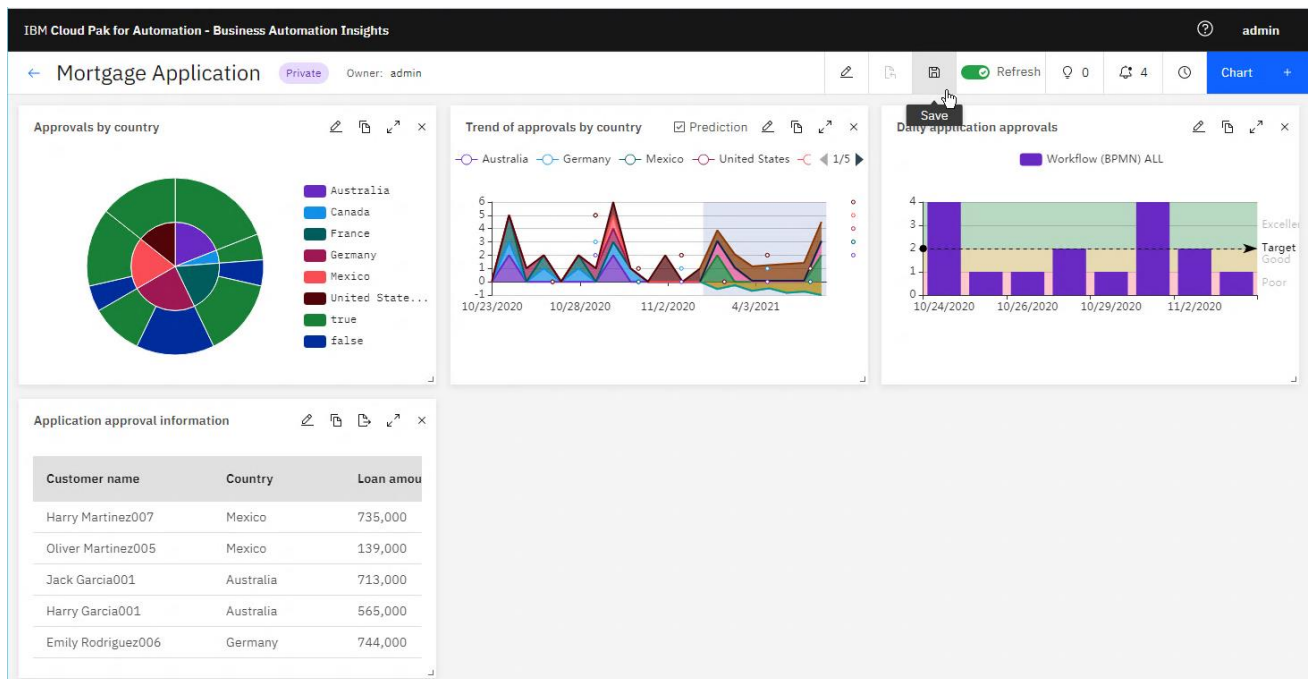 IBM Cloud Pak for Automation - Business Automation Insights
admin
Mortgage Application Private Owner: admin
Refresh 0 4 Chart +
Save
Approvals by country
Australia
Canada
France
Germany
Mexico
United State...
true
false
Trend of approvals by country Prediction
Australia Germany Mexico United States 1/5
6
5
4
3
2
1
0
-1
10/23/2020 10/28/2020 11/2/2020 4/3/2021
Daily application approvals
Workflow (BPMN) ALL
4
3
2
1
0
Excellen
Target
Good
Poor
10/24/2020 10/26/2020 10/29/2020 11/2/2020
Application approval information
Customer name Country Loan amou
Harry Martinez007 Mexico 735,000
Oliver Martinez005 Mexico 139,000
Jack Garcia001 Australia 713,000
Harry Garcia001 Australia 565,000
Emily Rodriguez006 Germany 744,000